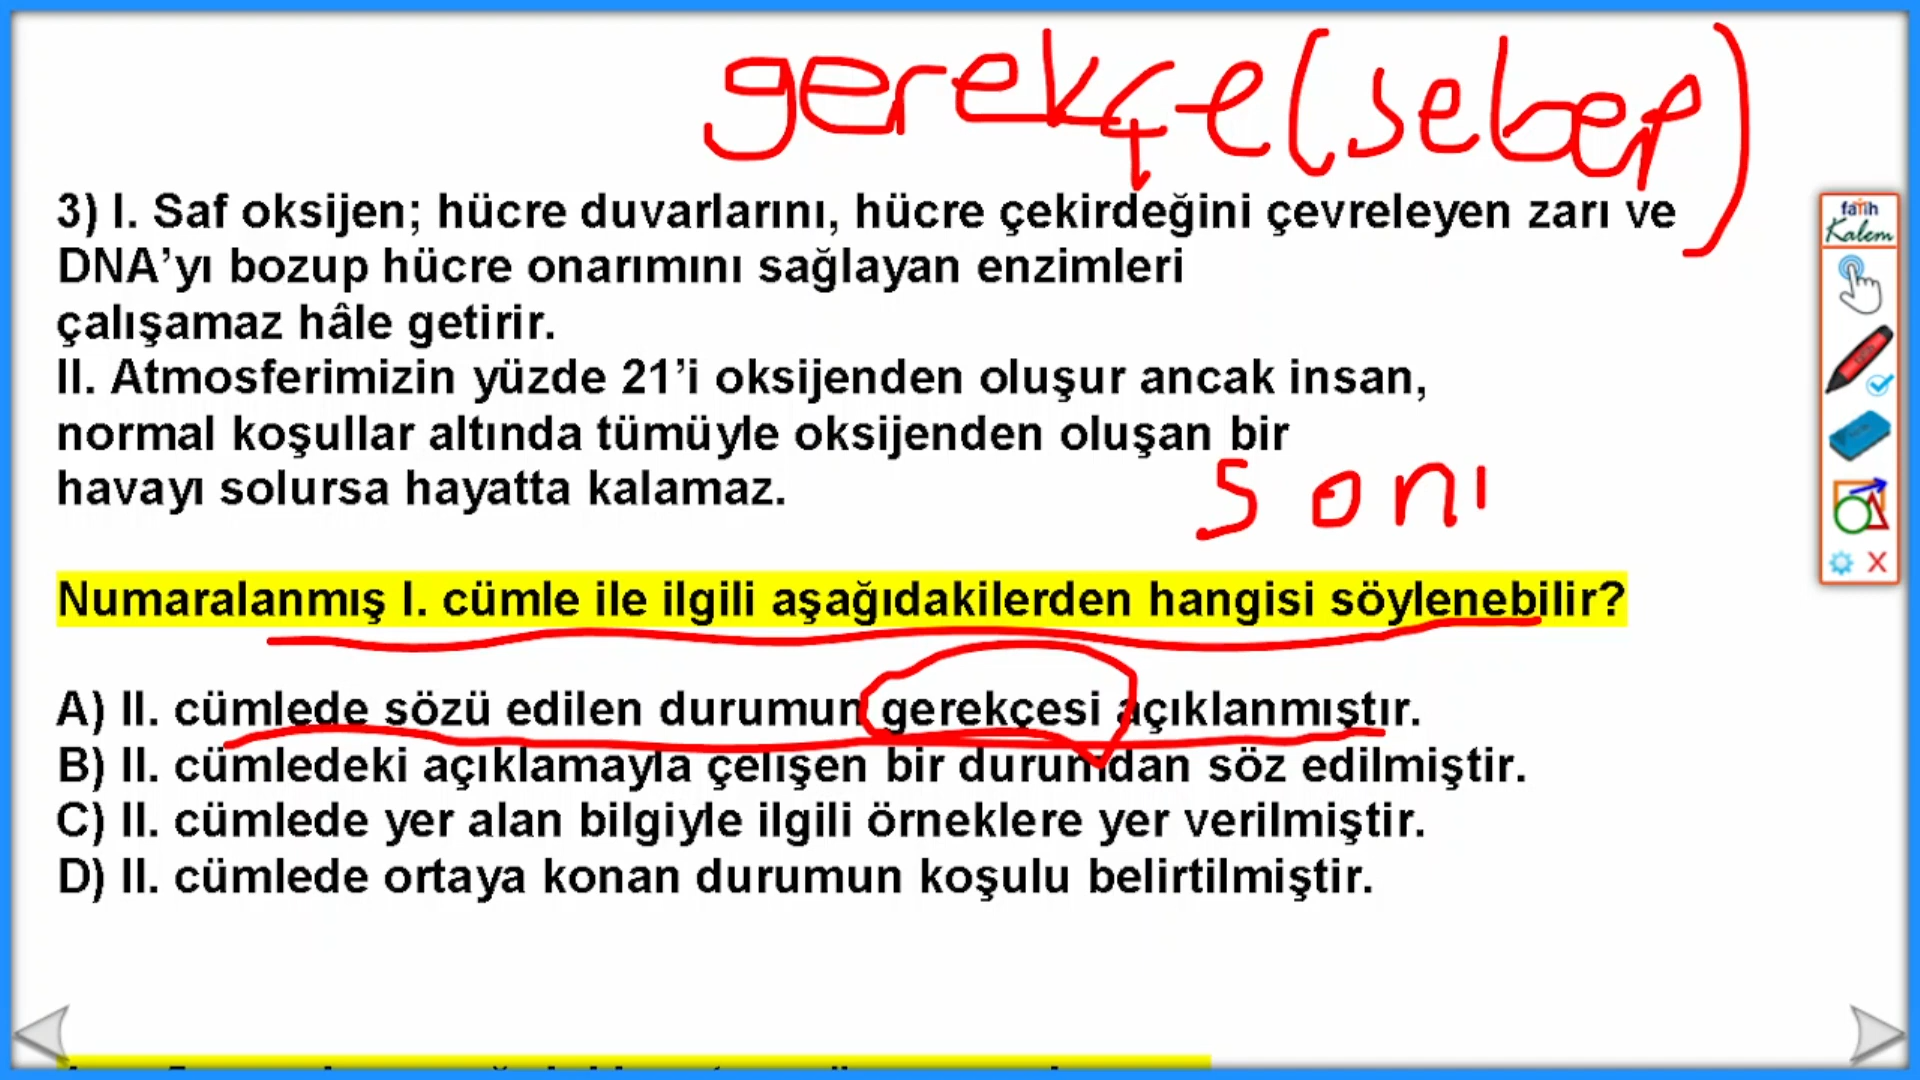 gerekçe(sebep)
3) I. Saf oksijen; hücre duvarlarını, hücre çekirdeğini çevreleyen zarı ve
DNA’yı bozup hücre onarımını sağlayan enzimleri
çalışamaz hâle getirir.
II. Atmosferimizin yüzde 21’i oksijenden oluşur ancak insan,
normal koşullar altında tümüyle oksijenden oluşan bir
havayı solursa hayatta kalamaz.
sonı
Numaralanmış I. cümle ile ilgili aşağıdakilerden hangisi söylenebilir?
A) II. cümlede sözü edilen durumun gerekçesi açıklanmıştır.
B) II. cümledeki açıklamayla çelişen bir durumdan söz edilmiştir.
C) II. cümlede yer alan bilgiyle ilgili örneklere yer verilmiştir.
D) II. cümlede ortaya konan durumun koşulu belirtilmiştir.
fatih
Kalem